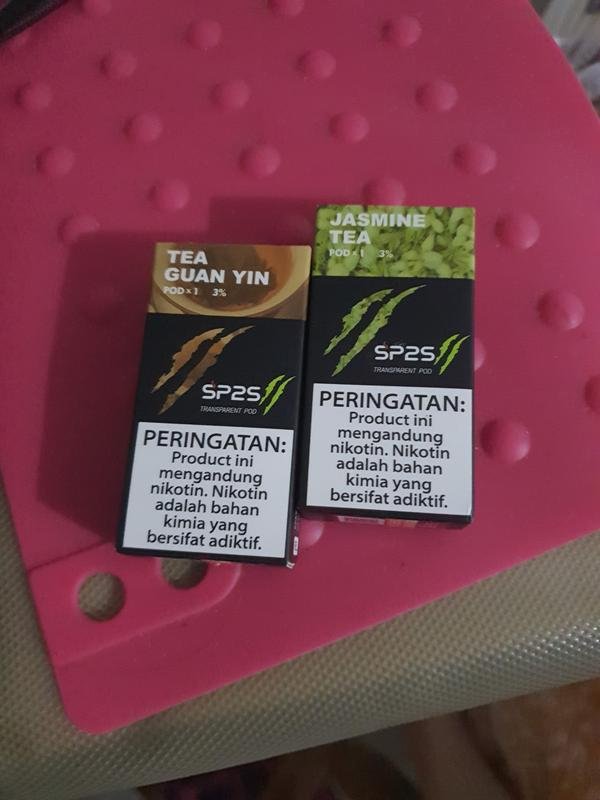 TEA
GUAN YIN
POD×1 3%
SP2S
TRANSPARENT POD
PERINGATAN:
Product ini
mengandung
nikotin. Nikotin
adalah bahan
kimia yang
bersifat adiktif.
JASMINE
TEA
POD×1 3%
SP2S
TRANSPARENT POD
PERINGATAN:
Product ini
mengandung
nikotin. Nikotin
adalah bahan
kimia yang
bersifat adiktif.